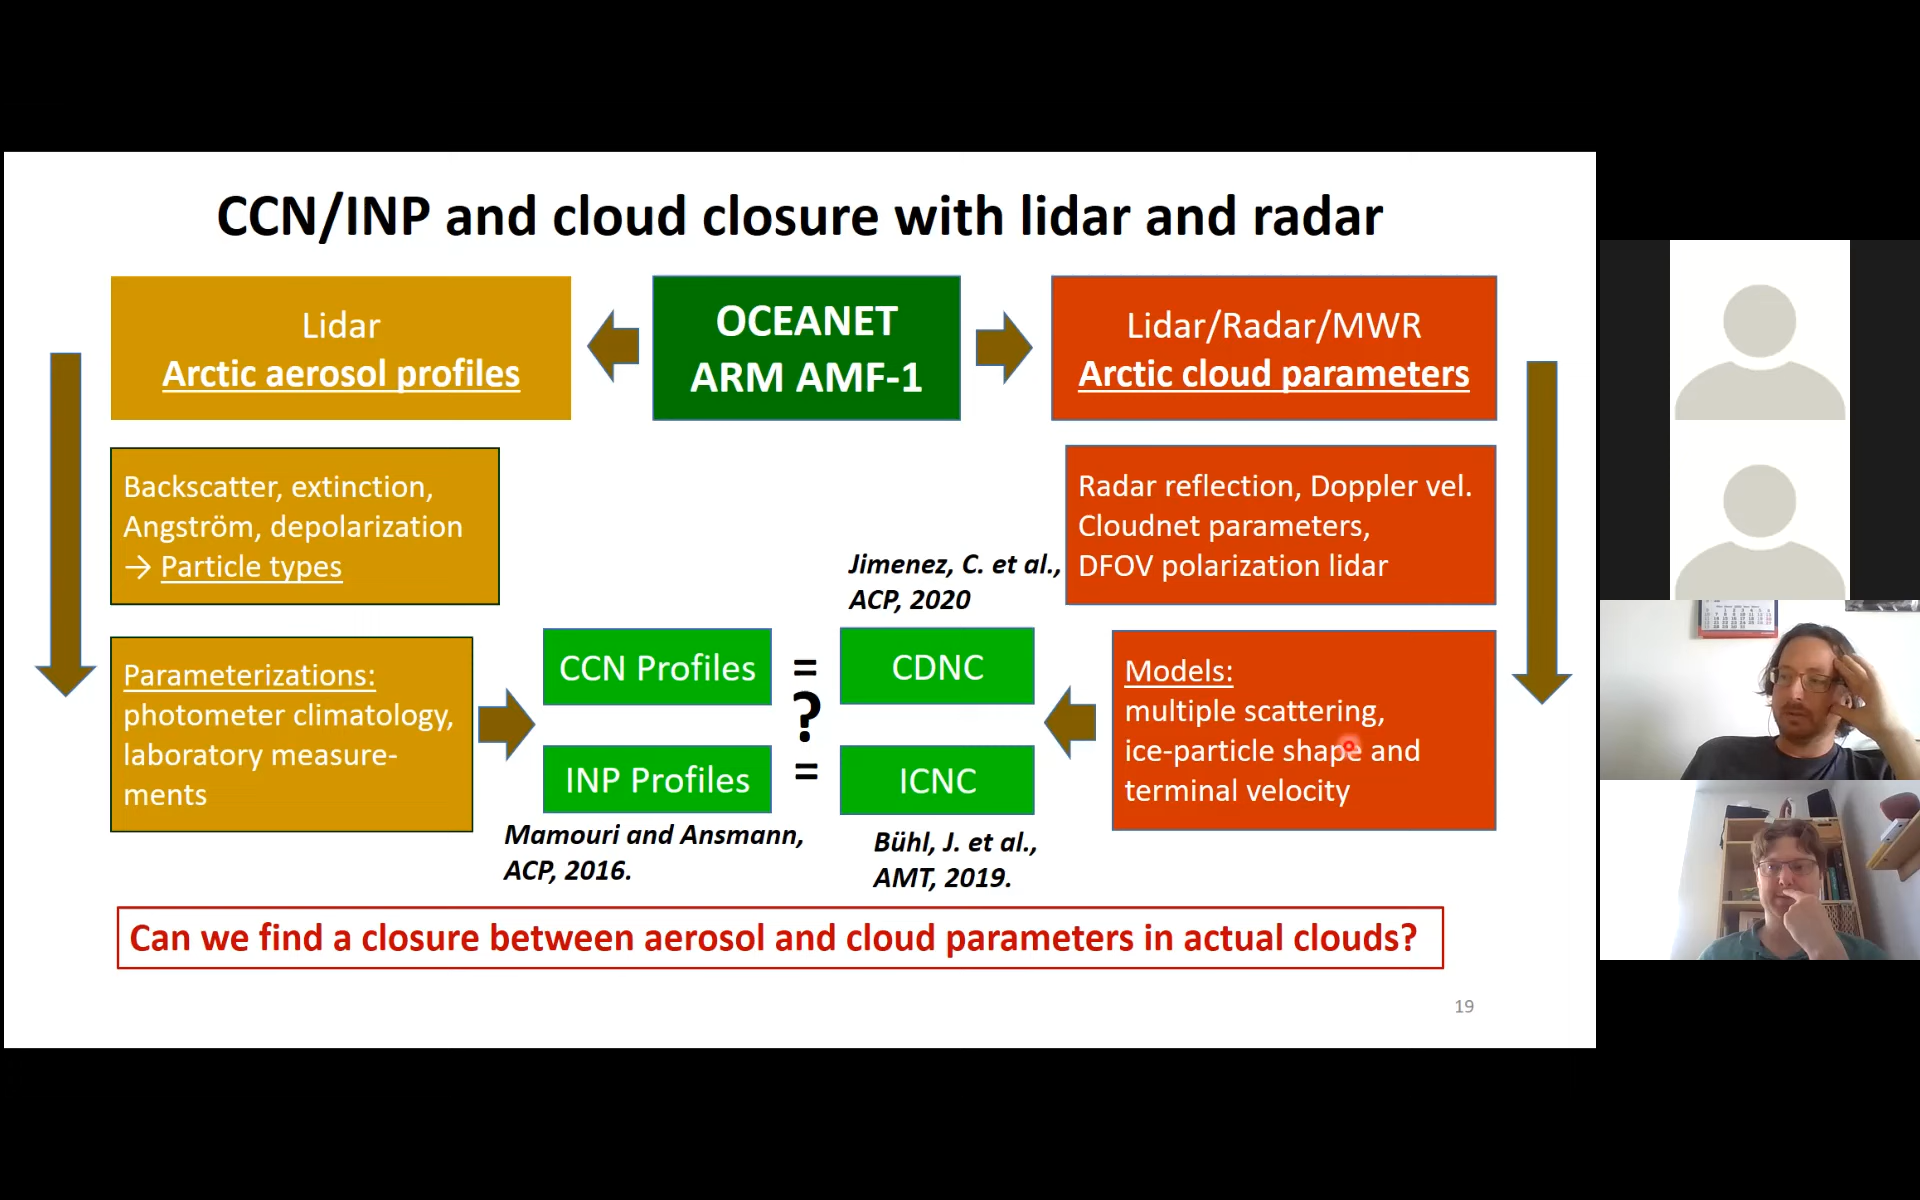 CCN/INP and cloud closure with lidar and radar
Lidar
Arctic aerosol profiles
OCEANET
ARM AMF-1
Lidar/Radar/MWR
Arctic cloud parameters
Backscatter, extinction,
Angström, depolarization
→ Particle types
Radar reflection, Doppler vel.
Cloudnet parameters,
DFOV polarization lidar
Jimenez, C. et al.,
ACP, 2020
Parameterizations:
photometer climatology,
laboratory measure-
ments
CCN Profiles
=
CDNC
?
INP Profiles
=
ICNC
Mamouri and Ansmann,
ACP, 2016.
Bühl, J. et al.,
AMT, 2019.
Models:
multiple scattering,
ice-particle shape and
terminal velocity
Can we find a closure between aerosol and cloud parameters in actual clouds?
19